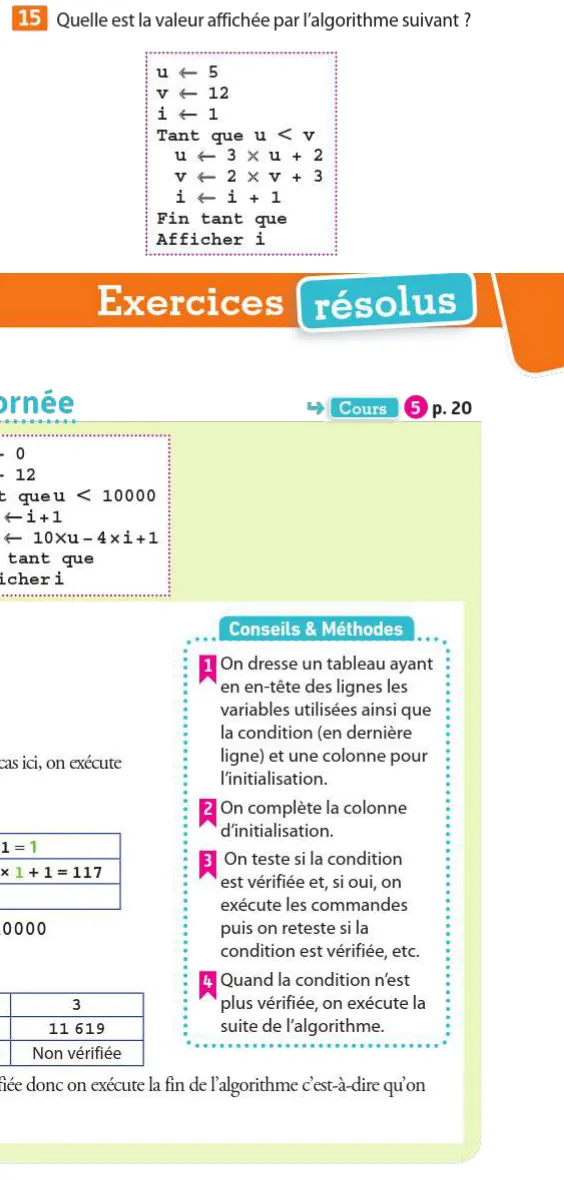 15 Quelle est la valeur affichée par l'algorithme suivant ?
u ← 5
v ← 12
i ← 1
Tant que u < v
u ← 3 × u + 2
v ← 2 × v + 3
i ← i + 1
Fin tant que
Afficher i
Exercices résolus
ornée
Cours 5 p. 20
0
12
t que u < 10000
← i+1
← 10×u – 4×i+1
tant que
icher i
Conseils & Méthodes
1 On dresse un tableau ayant
en en-tête des lignes les
variables utilisées ainsi que
la condition (en dernière
ligne) et une colonne pour
l'initialisation.
2 On complète la colonne
d'initialisation.
3 On teste si la condition
est vérifiée et, si oui, on
exécute les commandes
puis on reteste si la
condition est vérifiée, etc.
4 Quand la condition n'est
plus vérifiée, on exécute la
suite de l'algorithme.
cas ici, on exécute
1 = 1
× 1 + 1 = 117
0000
3
11 619
Non vérifiée
fiée donc on exécute la fin de l'algorithme c'est-à-dire qu'on